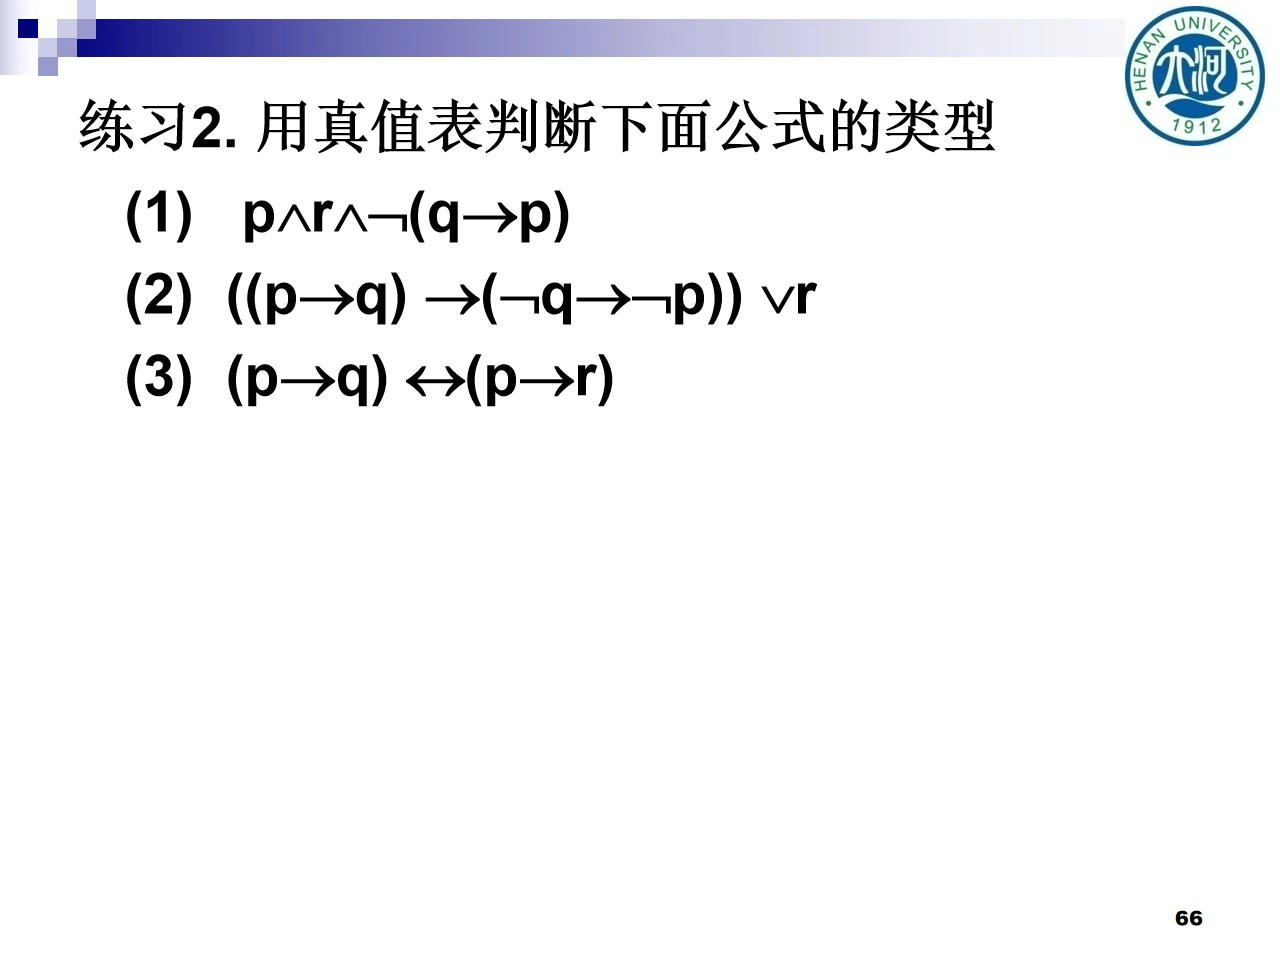 HENAN UNIVERSITY
1912
练习2. 用真值表判断下面公式的类型
(1) p∧r∧¬(q→p)
(2) ((p→q) →(¬q→¬p)) ∨r
(3) (p→q) ↔(p→r)
66